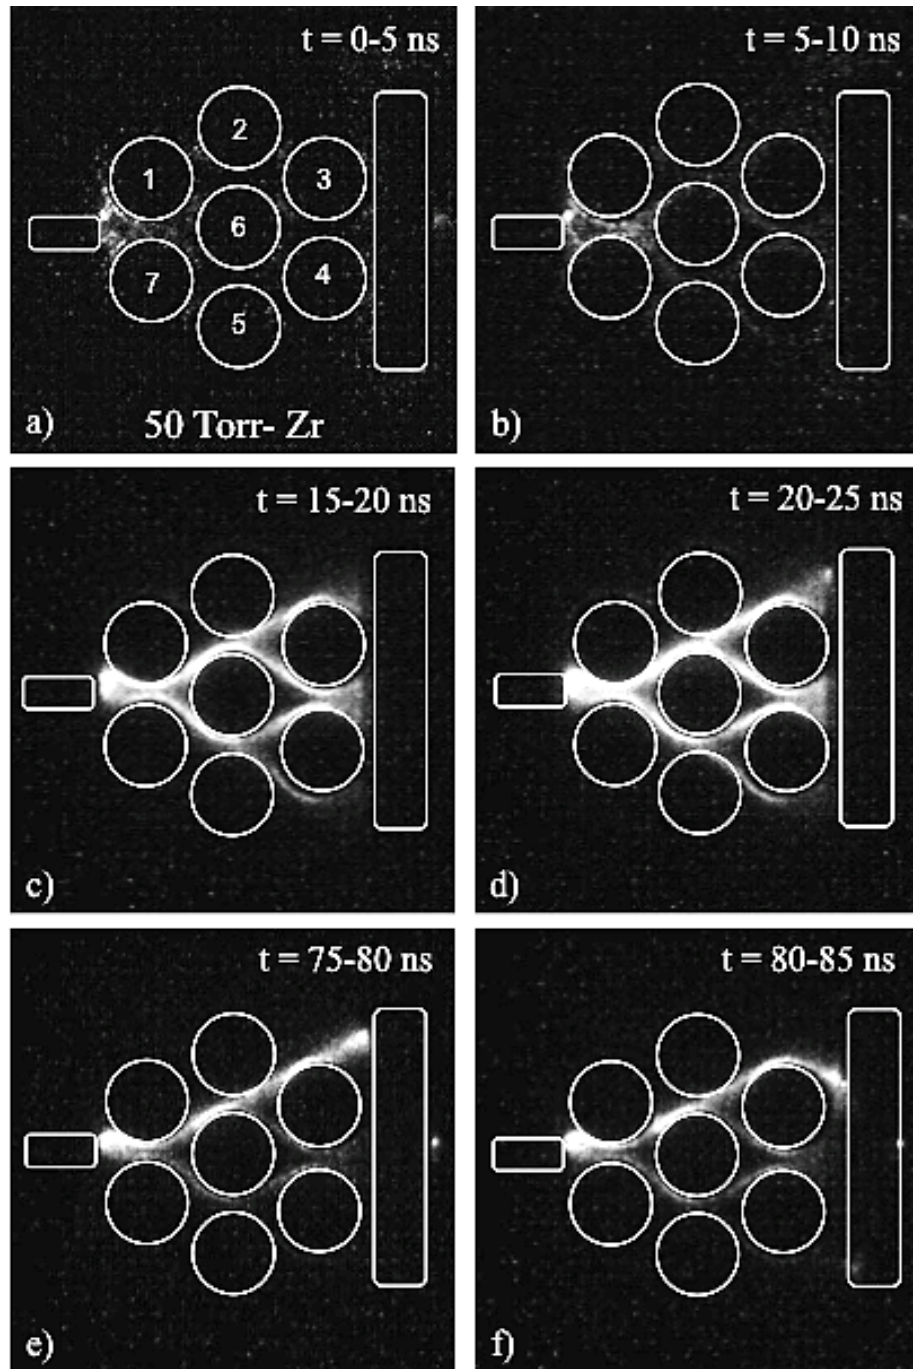 t = 0-5 ns
2
1
3
6
7
4
5
a)
50 Torr- Zr
t = 5-10 ns
b)
t = 15-20 ns
c)
t = 20-25 ns
d)
t = 75-80 ns
e)
t = 80-85 ns
f)